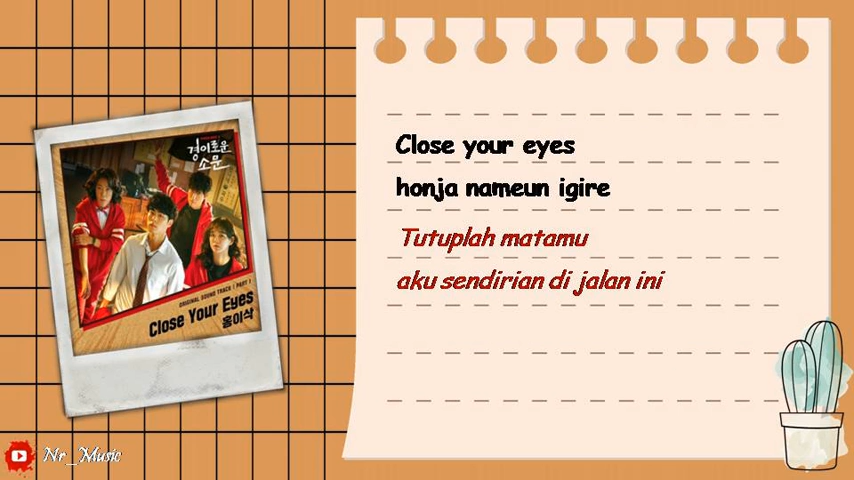 경이로운
소문
ORIGINAL SOUND TRACK | PART 1
Close Your Eyes
홍이삭
Close your eyes
honja nameun igire
Tutuplah matamu
aku sendirian di jalan ini
Nr_Music